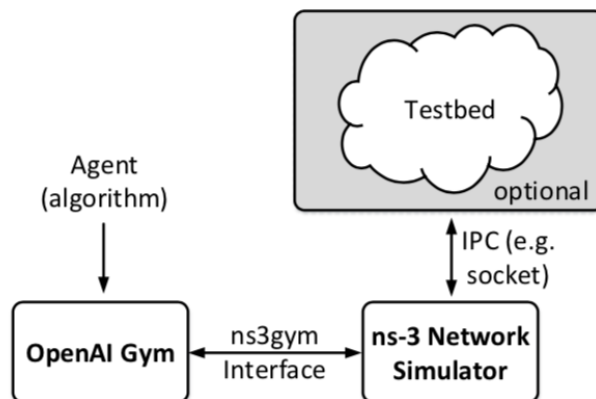 Testbed
optional
Agent
(algorithm)
IPC (e.g.
socket)
OpenAI Gym
ns3gym
Interface
ns-3 Network
Simulator